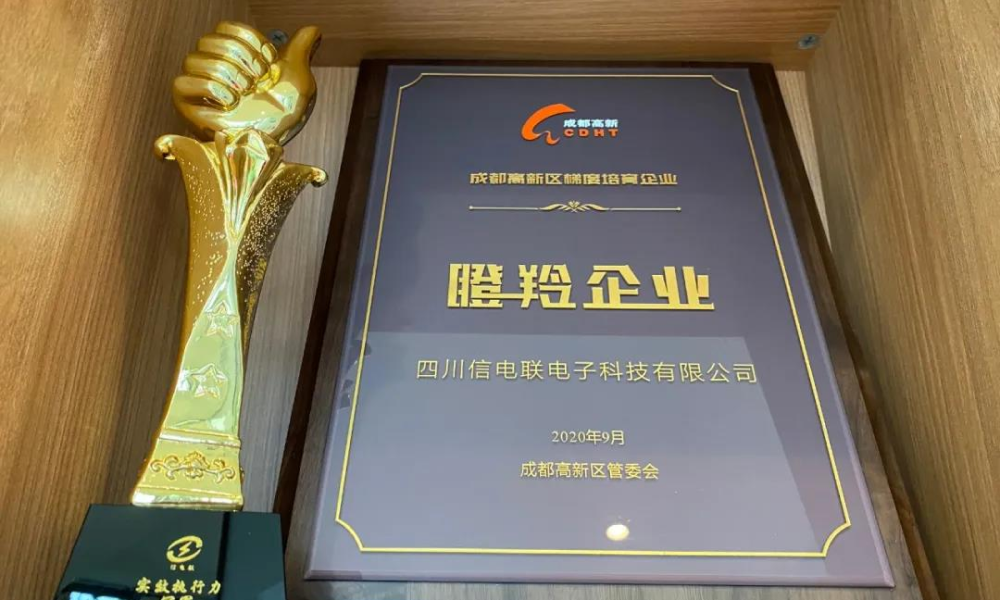 成都高新
CDHT
成都高新区梯度培育企业
瞪羚企业
四川信电联电子科技有限公司
2020年9月
成都高新区管委会
信电联
实效执行力